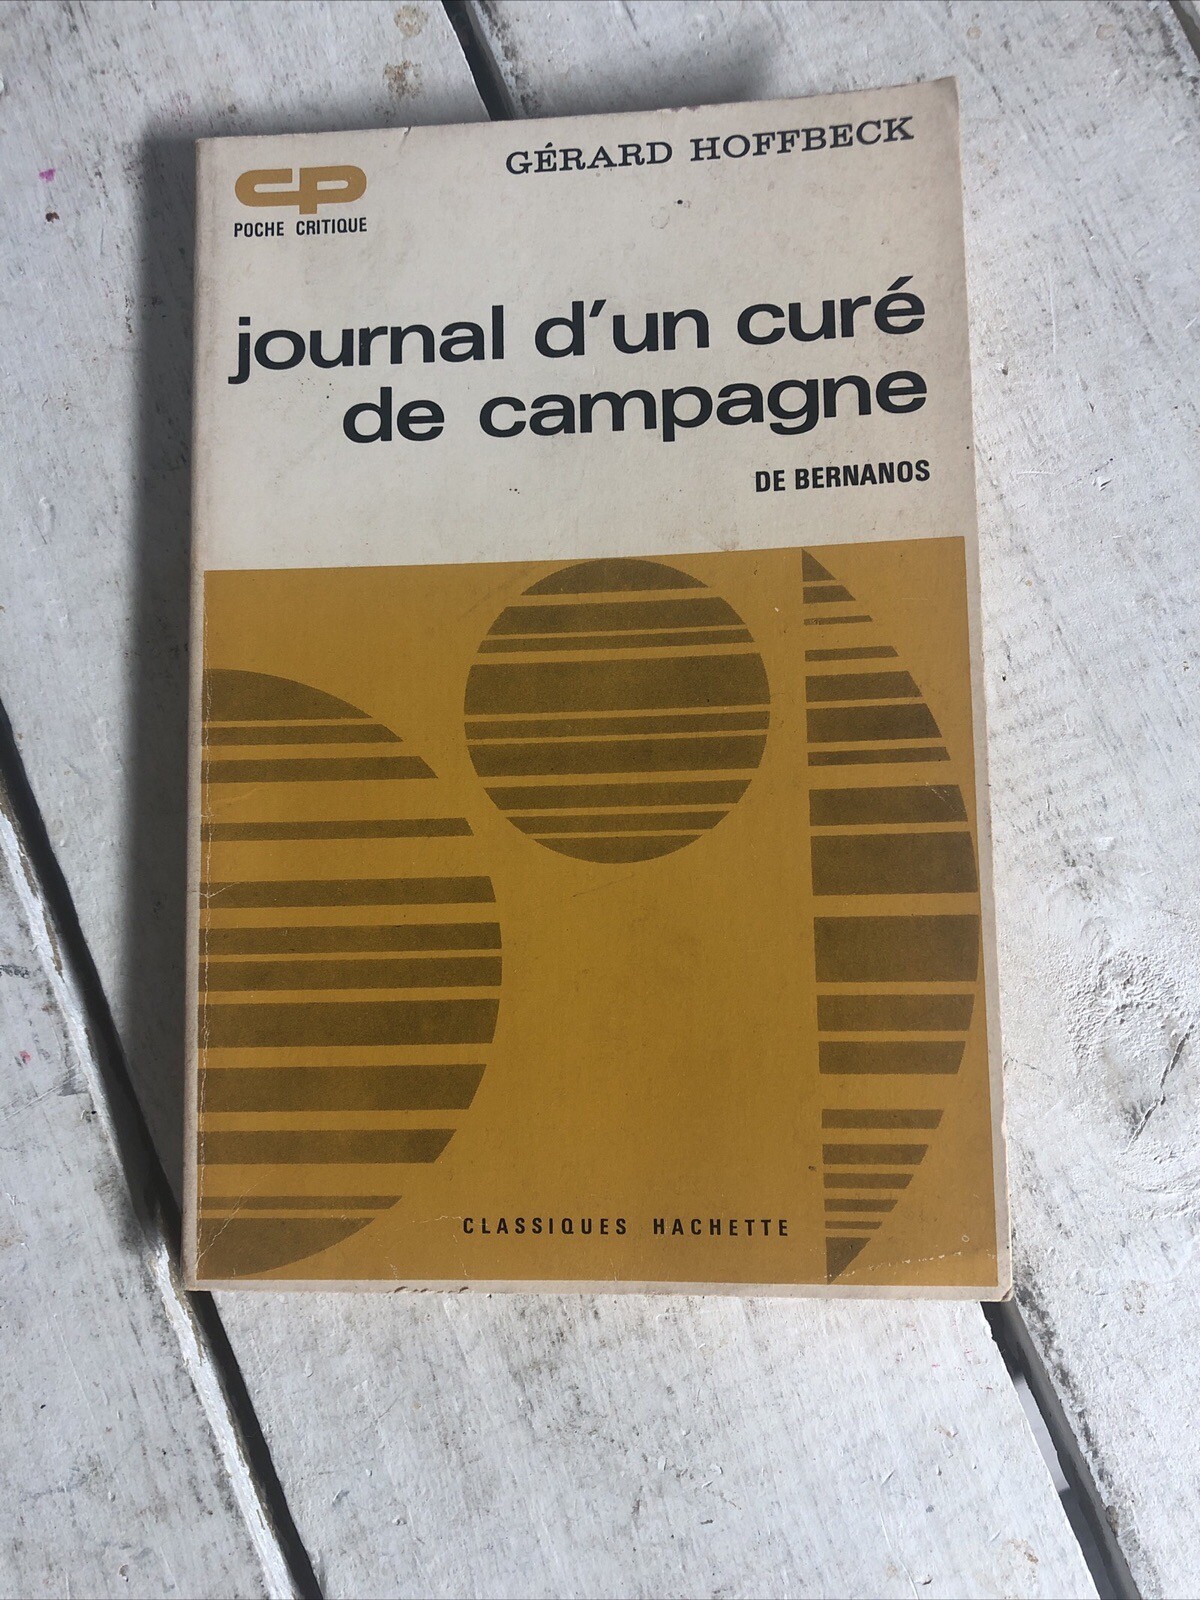 GÉRARD HOFFBECK
CP
POCHE CRITIQUE
journal d'un curé
de campagne
DE BERNANOS
CLASSIQUES HACHETTE